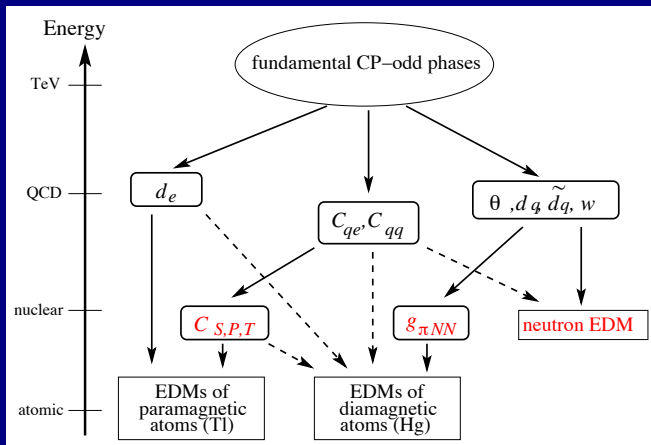 Energy
fundamental CP–odd phases
TeV
QCD
d_e
θ ,d_q, d̃_q, w
C_qe, C_qq
nuclear
C_S,P,T
g_πNN
neutron EDM
EDMs of
paramagnetic
atoms (Tl)
EDMs of
diamagnetic
atoms (Hg)
atomic